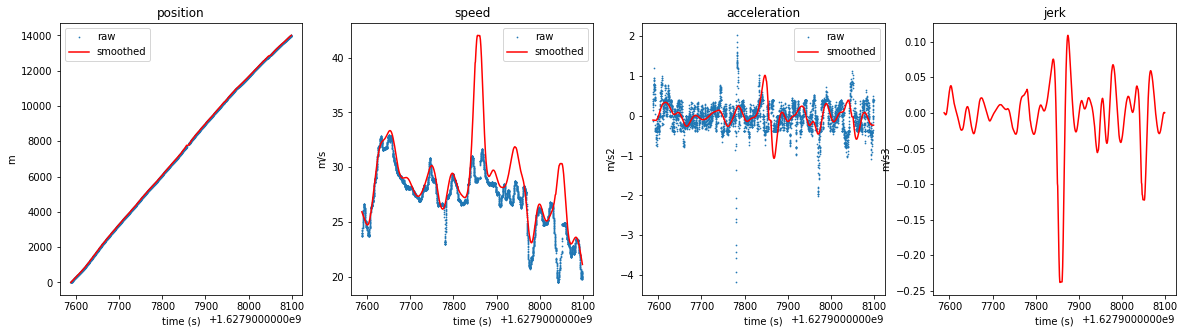 position
speed
acceleration
jerk
raw
smoothed
raw
smoothed
raw
smoothed
m
14000
12000
10000
8000
6000
4000
2000
0
7600 7700 7800 7900 8000 8100
time (s) +1.6279000000e9
m/s
40
35
30
25
20
7600 7700 7800 7900 8000 8100
time (s) +1.6279000000e9
m/s2
2
1
0
−1
−2
−3
−4
7600 7700 7800 7900 8000 8100
time (s) +1.6279000000e9
m/s3
0.10
0.05
0.00
−0.05
−0.10
−0.15
−0.20
−0.25
7600 7700 7800 7900 8000 8100
time (s) +1.6279000000e9